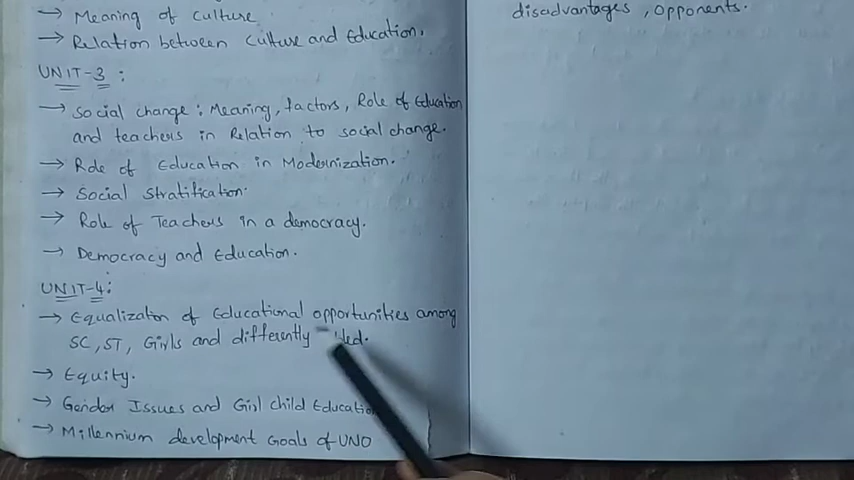 → Meaning of Culture
→ Relation between Culture and Education.
UNIT-3 :
→ Social change : Meaning, factors, Role of Education
and teachers in Relation to social change.
→ Role of Education in Modernization.
→ Social Stratification.
→ Role of Teachers in a democracy.
→ Democracy and Education.
UNIT-4:
→ Equalization of Educational opportunities among
SC, ST, Girls and differently
→ Equity.
→ Gender Issues and Girl child Education
→ Millennium development Goals of UNO
disadvantages, opponents.